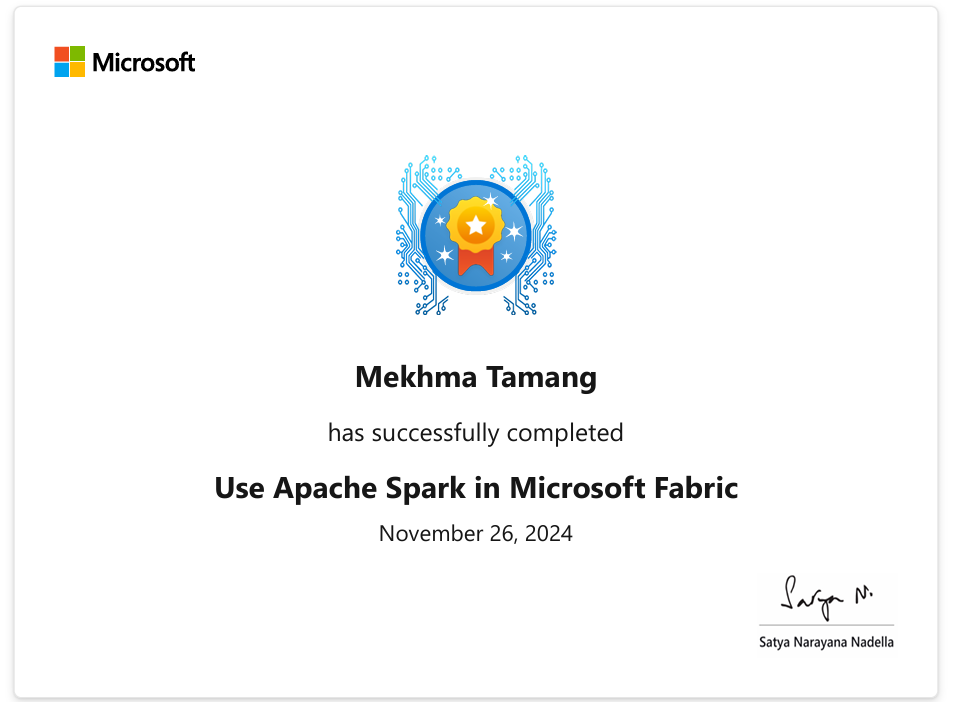 Microsoft
Mekhma Tamang
has successfully completed
Use Apache Spark in Microsoft Fabric
November 26, 2024
Satya N.
Satya Narayana Nadella